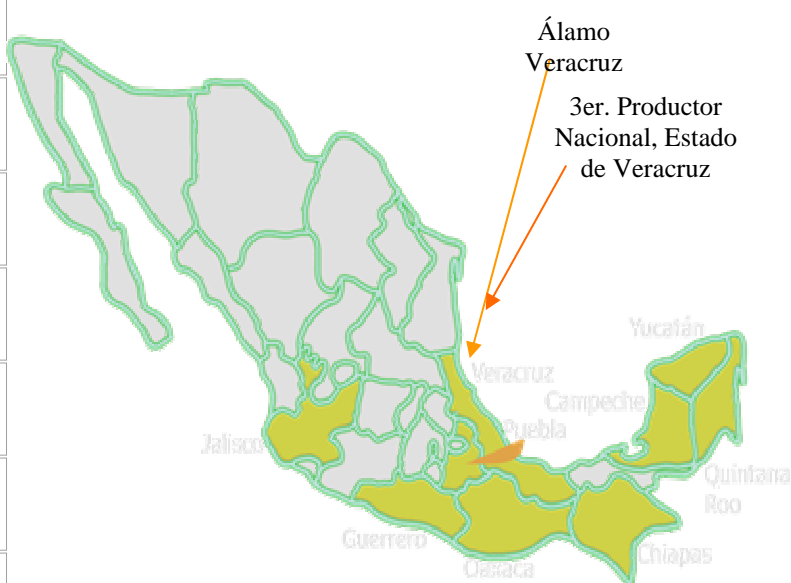 Álamo
Veracruz
3er. Productor
Nacional, Estado
de Veracruz
Yucatán
Veracruz
Campeche
Puebla
Jalisco
Quintana
Roo
Guerrero
Oaxaca
Chiapas